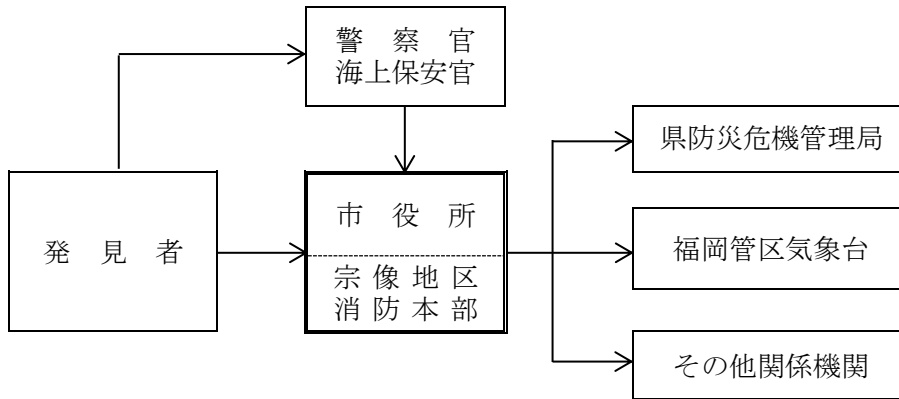 警察官
海上保安官
県防災危機管理局
発見者
市役所
宗像地区
消防本部
福岡管区気象台
その他関係機関